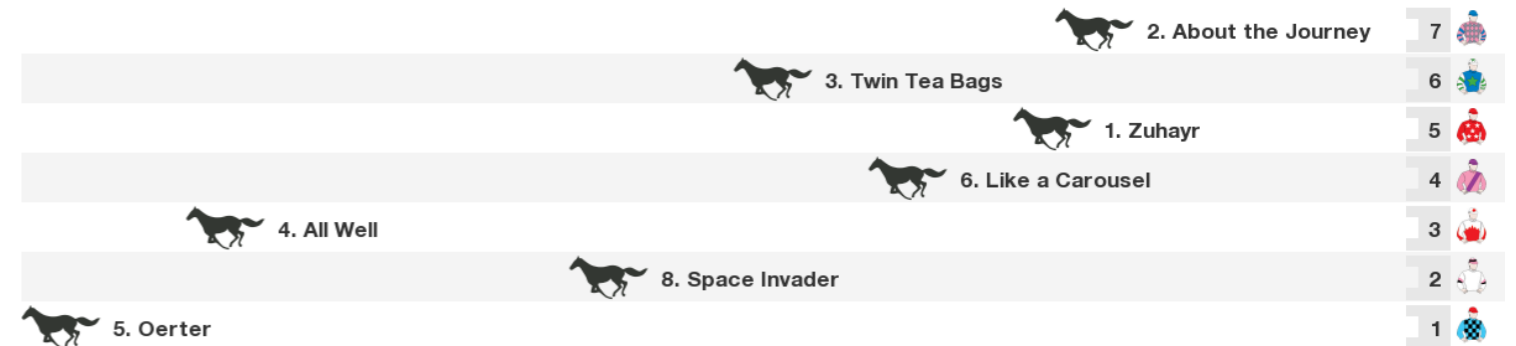 2. About the Journey 7
3. Twin Tea Bags 6
1. Zuhayr 5
6. Like a Carousel 4
4. All Well 3
8. Space Invader 2
5. Oerter 1